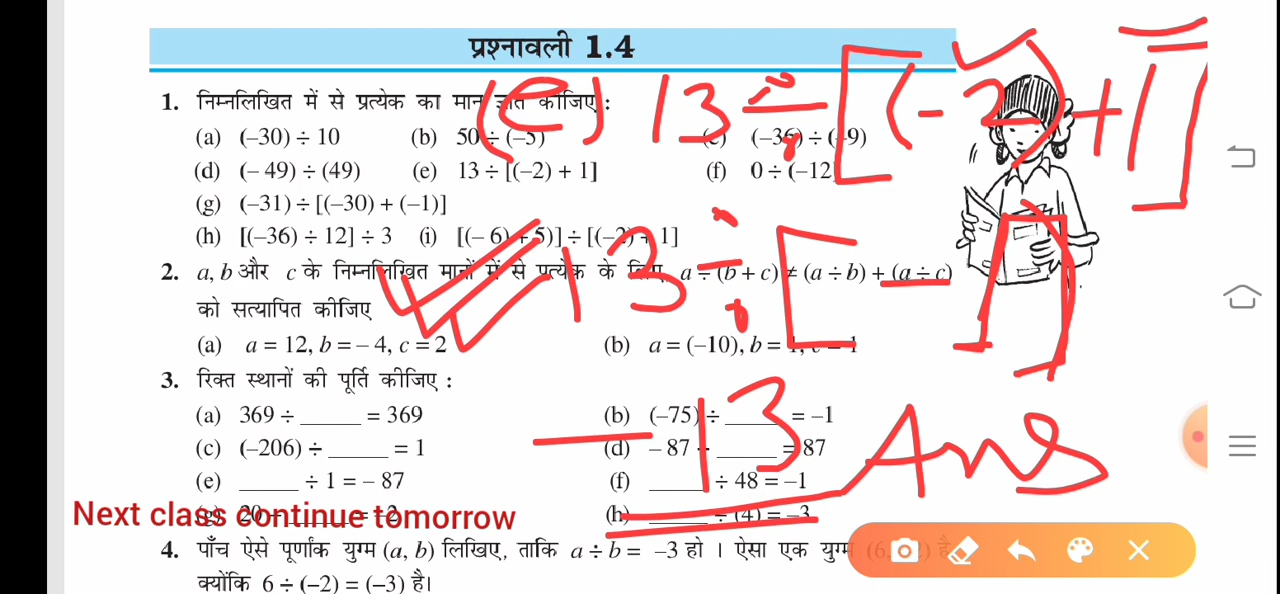 प्रश्नावली 1.4
1. निम्नलिखित में से प्रत्येक का मान ज्ञात कीजिए :
(a) (–30) ÷ 10 (b) 50 ÷ (–5) (c) (–36) ÷ (–9)
(d) (– 49) ÷ (49) (e) 13 ÷ [(–2) + 1] (f) 0 ÷ (–12)
(g) (–31) ÷ [(–30) + (–1)]
(h) [(–36) ÷ 12] ÷ 3 (i) [(– 6) + 5)] ÷ [(–2) + 1]
2. a, b और c के निम्नलिखित मानों में से प्रत्येक के लिए a ÷ (b + c) ≠ (a ÷ b) + (a ÷ c)
को सत्यापित कीजिए
(a) a = 12, b = – 4, c = 2 (b) a = (–10), b = 1, c = 1
3. रिक्त स्थानों की पूर्ति कीजिए :
(a) 369 ÷ _____ = 369 (b) (–75) ÷ _____ = –1
(c) (–206) ÷ _____ = 1 (d) – 87 ÷ _____ = 87
(e) _____ ÷ 1 = – 87 (f) _____ ÷ 48 = –1
(g) 20 ÷ _____ = –2 (h) _____ ÷ (4) = –3
4. पाँच ऐसे पूर्णांक युग्म (a, b) लिखिए, ताकि a ÷ b = –3 हो । ऐसा एक युग्म (6, –2) है
क्योंकि 6 ÷ (–2) = (–3) है।
(e) 13 ÷ [(-2) + 1]
13 ÷ [-1]
-13 Ans
Next class continue tomorrow